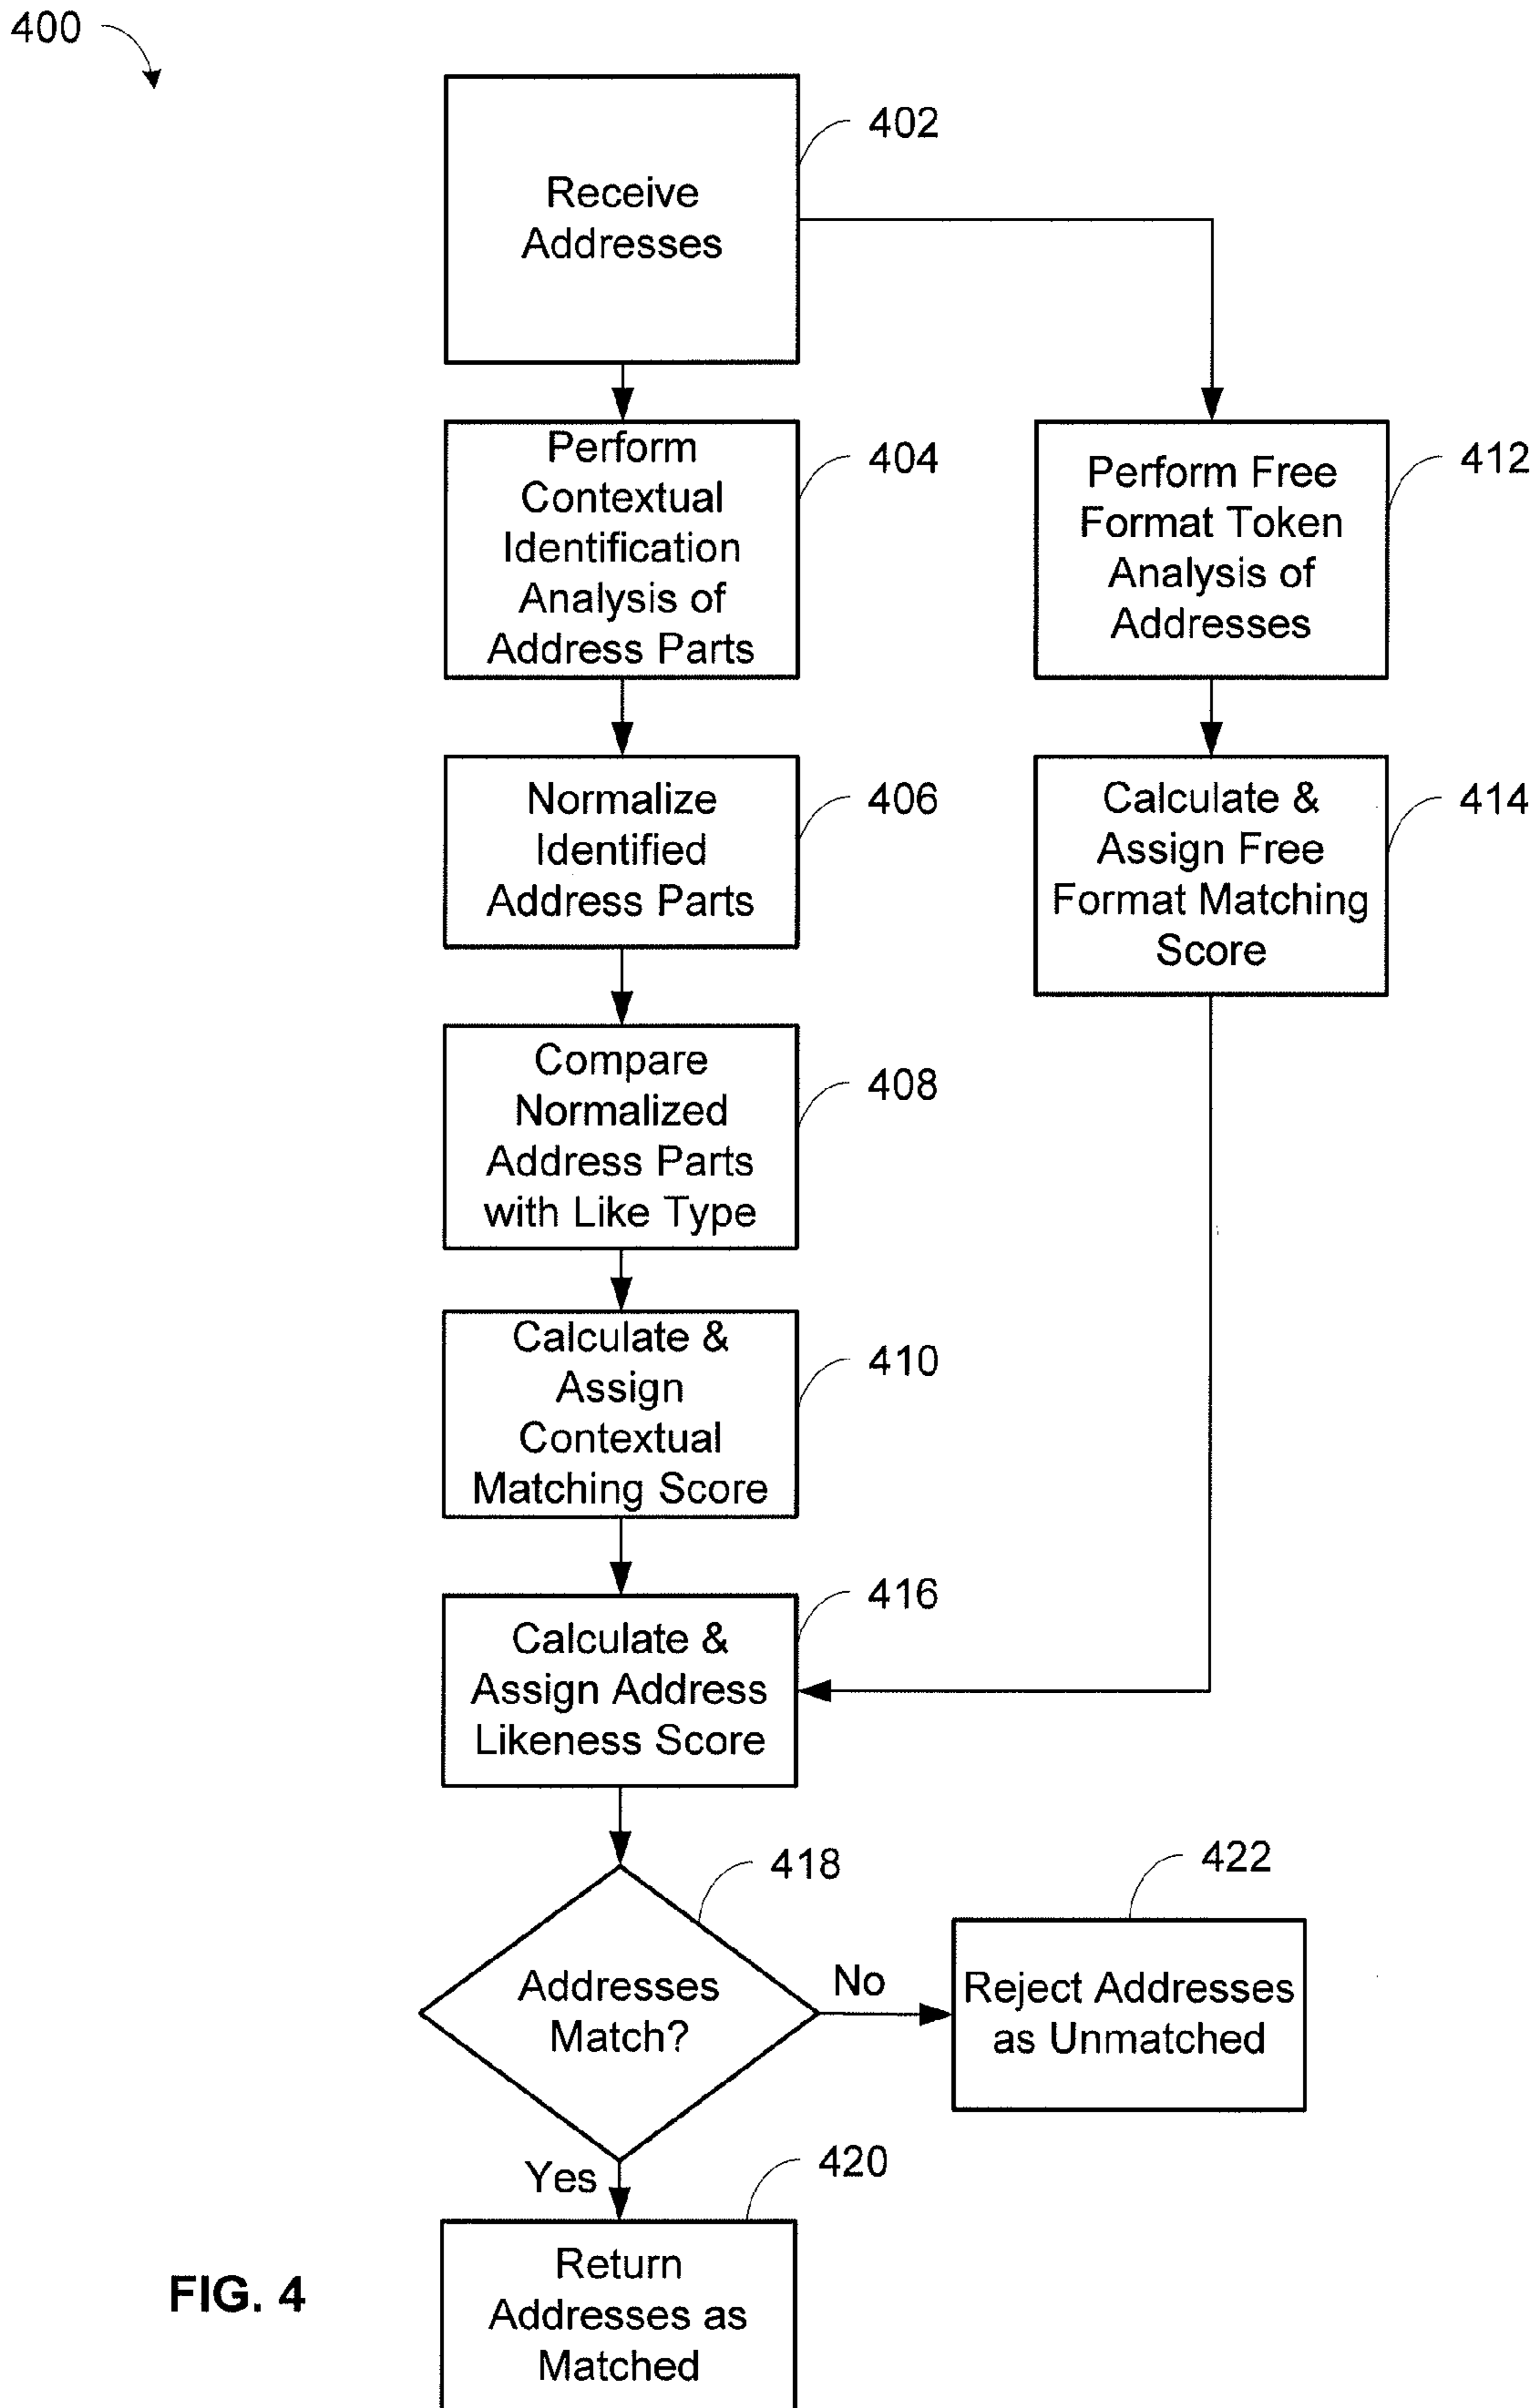 400
402
Receive
Addresses
Perform
Contextual
Identification
Analysis of
Address Parts
404
Perform Free
Format Token
Analysis of
Addresses
412
Normalize
Identified
Address Parts
406
Calculate &
Assign Free
Format Matching
Score
414
Compare
Normalized
Address Parts
with Like Type
408
Calculate &
Assign
Contextual
Matching Score
410
Calculate &
Assign Address
Likeness Score
416
Addresses
Match?
418
No
Reject Addresses
as Unmatched
422
Yes
420
Return
Addresses as
Matched
FIG. 4